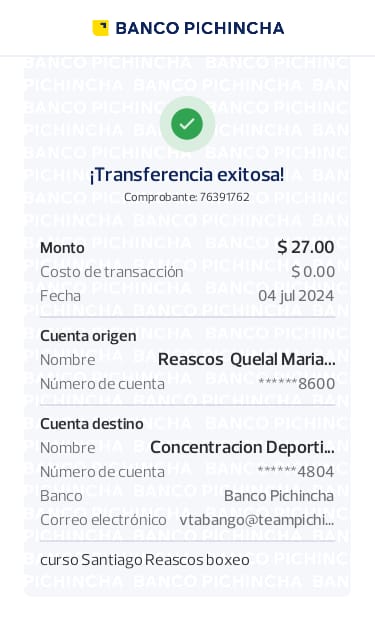 BANCO PICHINCHA
¡Transferencia exitosa!
Comprobante: 76391762
Monto $ 27.00
Costo de transacción $ 0.00
Fecha 04 jul 2024
Cuenta origen
Nombre Reascos Quelal Maria...
Número de cuenta ******8600
Cuenta destino
Nombre Concentracion Deporti...
Número de cuenta ******4804
Banco Banco Pichincha
Correo electrónico vtabango@teampichi...
curso Santiago Reascos boxeo